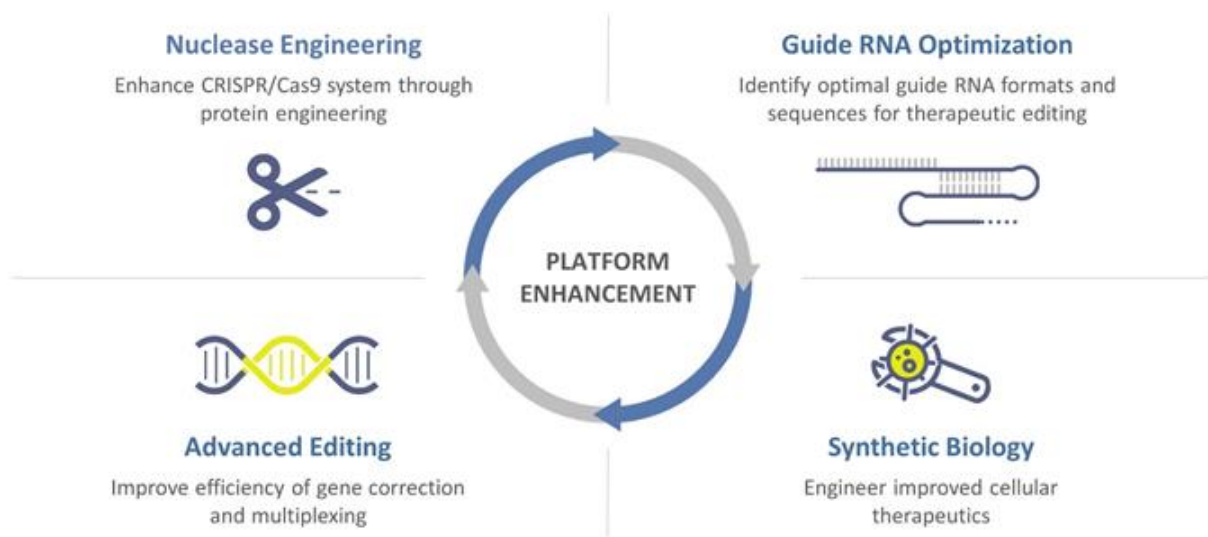 Nuclease Engineering
Enhance CRISPR/Cas9 system through
protein engineering
Guide RNA Optimization
Identify optimal guide RNA formats and
sequences for therapeutic editing
PLATFORM
ENHANCEMENT
Advanced Editing
Improve efficiency of gene correction
and multiplexing
Synthetic Biology
Engineer improved cellular
therapeutics